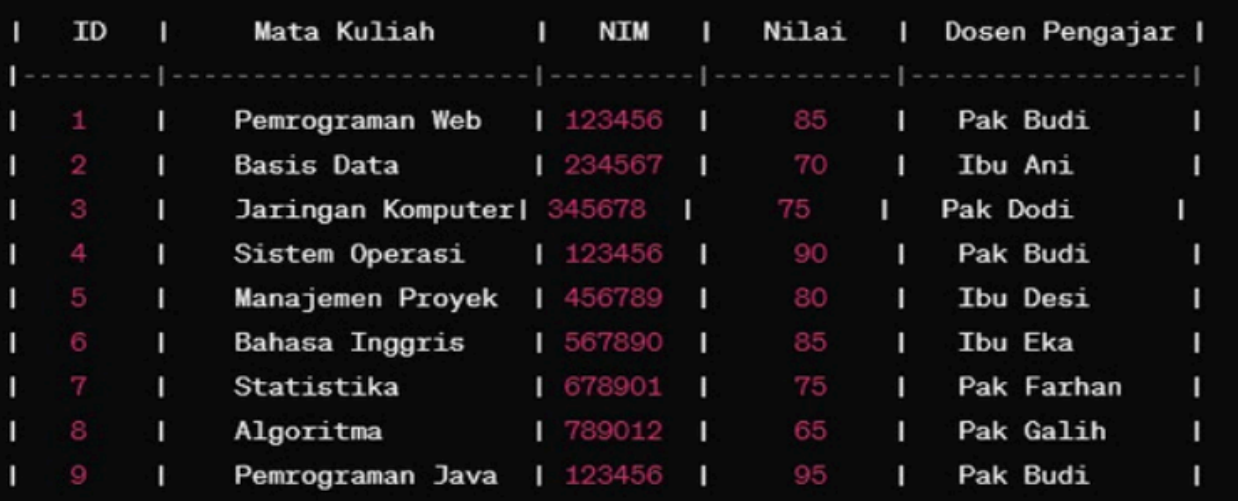 | ID | Mata Kuliah | NIM | Nilai | Dosen Pengajar |
|--------|----------------------|---------|-----------|-----------------|
| 1 | Pemrograman Web | 123456 | 85 | Pak Budi |
| 2 | Basis Data | 234567 | 70 | Ibu Ani |
| 3 | Jaringan Komputer| 345678 | 75 | Pak Dodi |
| 4 | Sistem Operasi | 123456 | 90 | Pak Budi |
| 5 | Manajemen Proyek | 456789 | 80 | Ibu Desi |
| 6 | Bahasa Inggris | 567890 | 85 | Ibu Eka |
| 7 | Statistika | 678901 | 75 | Pak Farhan |
| 8 | Algoritma | 789012 | 65 | Pak Galih |
| 9 | Pemrograman Java | 123456 | 95 | Pak Budi |